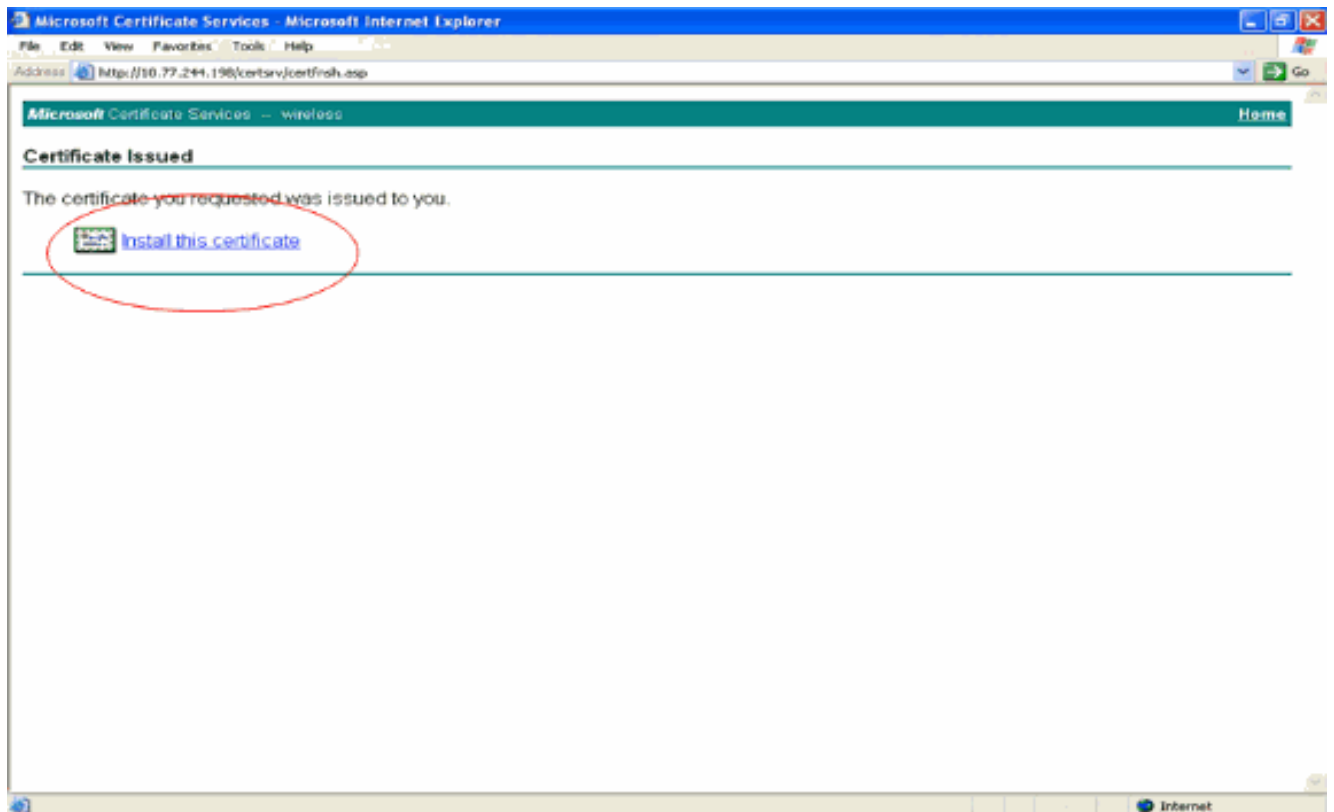 Microsoft Certificate Services - Microsoft Internet Explorer
File Edit View Favorites Tools Help
Address http://10.77.244.198/certsrv/certfnsh.asp Go
Microsoft Certificate Services -- wireless Home
Certificate Issued
The certificate you requested was issued to you.
Install this certificate
Internet